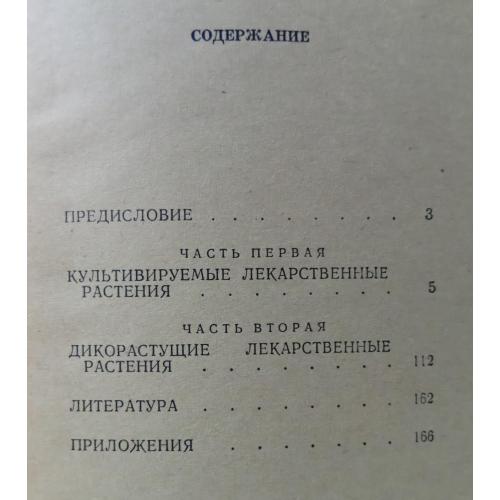 СОДЕРЖАНИЕ
ПРЕДИСЛОВИЕ . . . . . . . . . 3
ЧАСТЬ ПЕРВАЯ
КУЛЬТИВИРУЕМЫЕ ЛЕКАРСТВЕННЫЕ
РАСТЕНИЯ . . . . . . . . 5
ЧАСТЬ ВТОРАЯ
ДИКОРАСТУЩИЕ ЛЕКАРСТВЕННЫЕ
РАСТЕНИЯ . . . . . . . . 112
ЛИТЕРАТУРА . . . . . . . . 162
ПРИЛОЖЕНИЯ . . . . . . . . 166